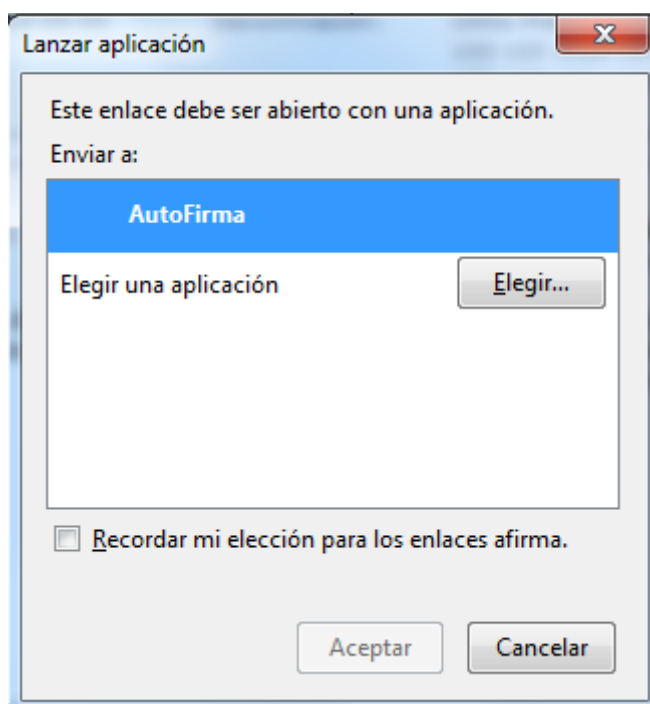 Lanzar aplicación
Este enlace debe ser abierto con una aplicación.
Enviar a:
AutoFirma
Elegir una aplicación
Elegir...
Recordar mi elección para los enlaces afirma.
Aceptar
Cancelar